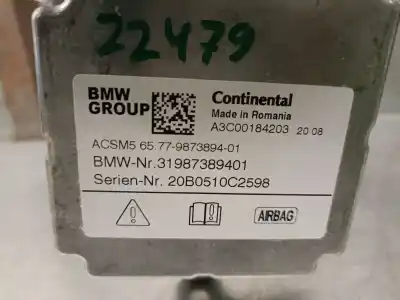 22479
BMW
GROUP
Continental
Made in Romania
A3C00184203 20 08
ACSM5 65.77-9873894-01
BMW-Nr.31987389401
Serien-Nr. 20B0510C2598
AIRBAG